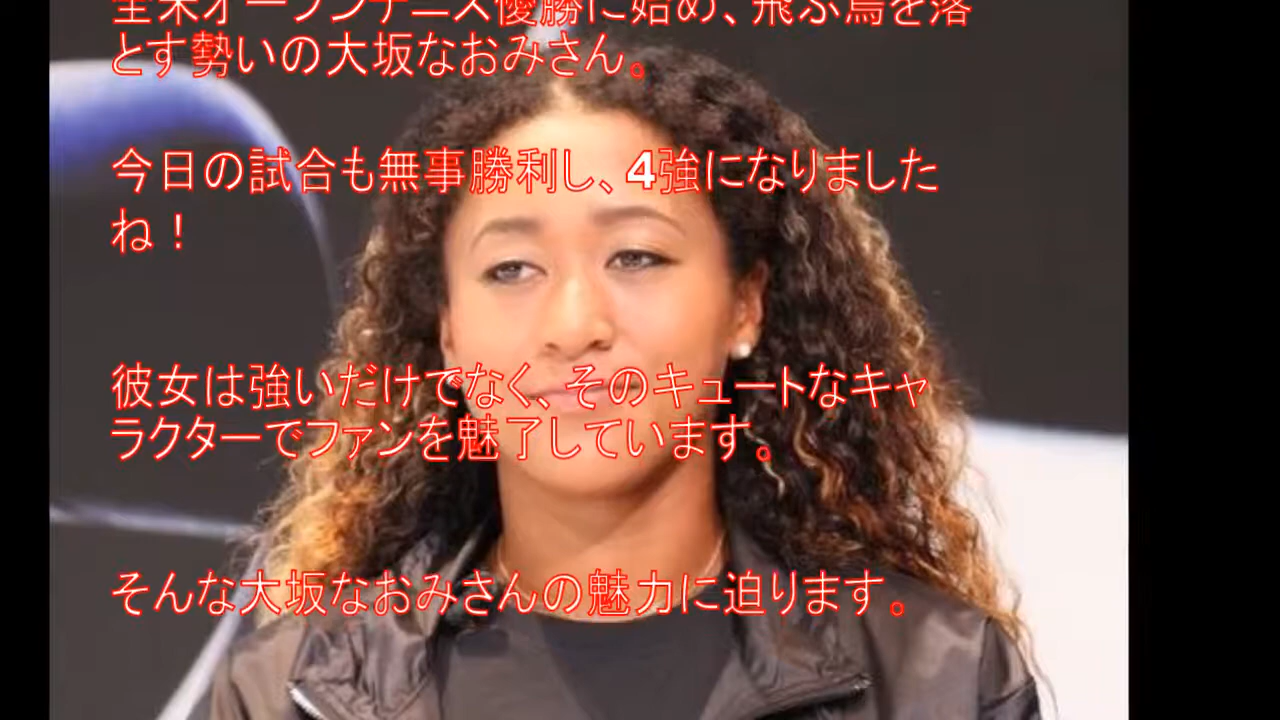 全米オープンテニス優勝に始め、飛ぶ鳥を落
とす勢いの大坂なおみさん。
今日の試合も無事勝利し、4強になりました
ね！
彼女は強いだけでなく、そのキュートなキャ
ラクターでファンを魅了しています。
そんな大坂なおみさんの魅力に迫ります。